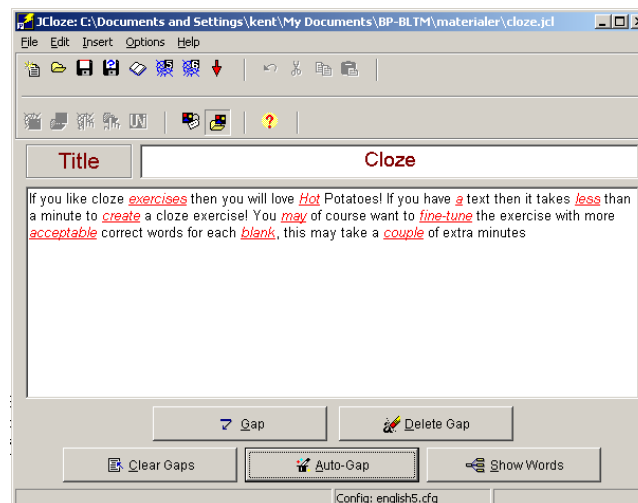 JCloze: C:\Documents and Settings\kent\My Documents\BP-BLTM\materialer\cloze.jcl
File Edit Insert Options Help
5 6
UN ?
Title Cloze
If you like cloze exercises then you will love Hot Potatoes! If you have a text then it takes less than
a minute to create a cloze exercise! You may of course want to fine-tune the exercise with more
acceptable correct words for each blank, this may take a couple of extra minutes
Gap Delete Gap
Clear Gaps Auto-Gap Show Words
Config: english5.cfg